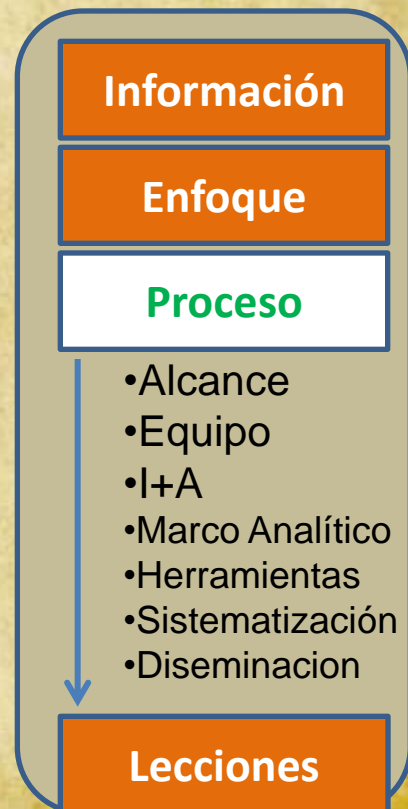 Información
Enfoque
Proceso
•Alcance
•Equipo
•I+A
•Marco Analítico
•Herramientas
•Sistematización
•Diseminacion
Lecciones